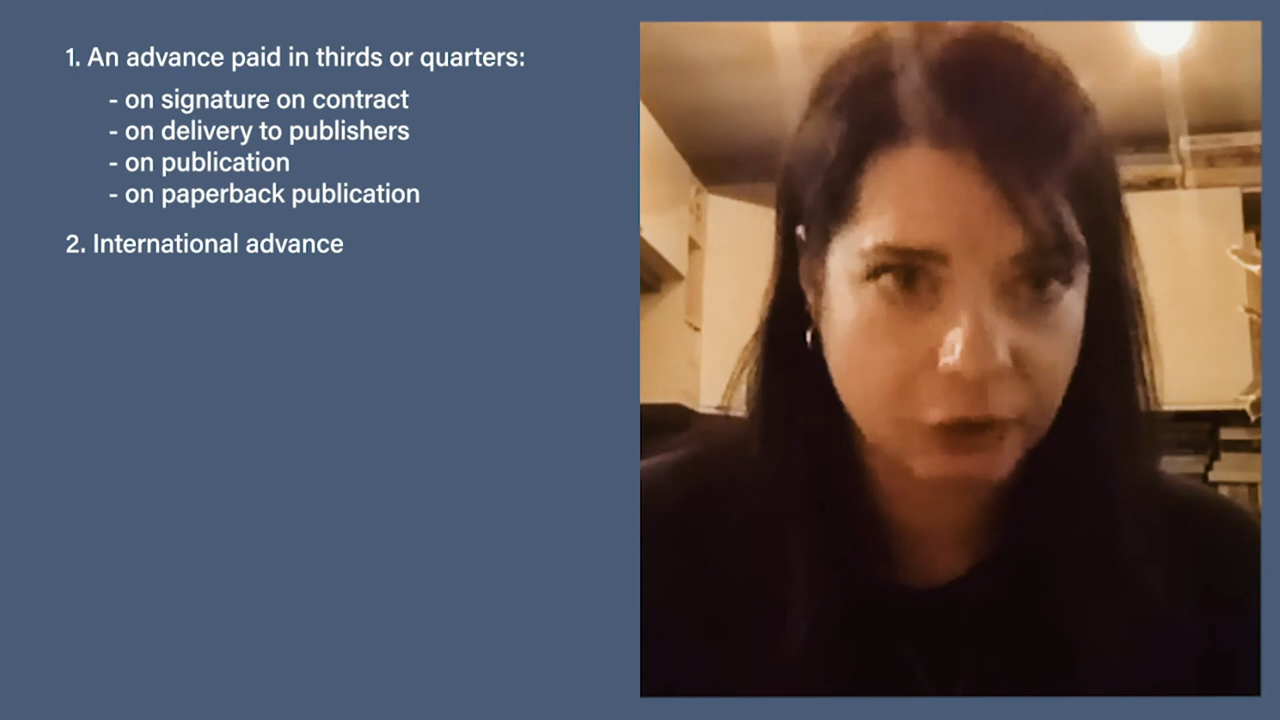 1. An advance paid in thirds or quarters:
- on signature on contract
- on delivery to publishers
- on publication
- on paperback publication
2. International advance